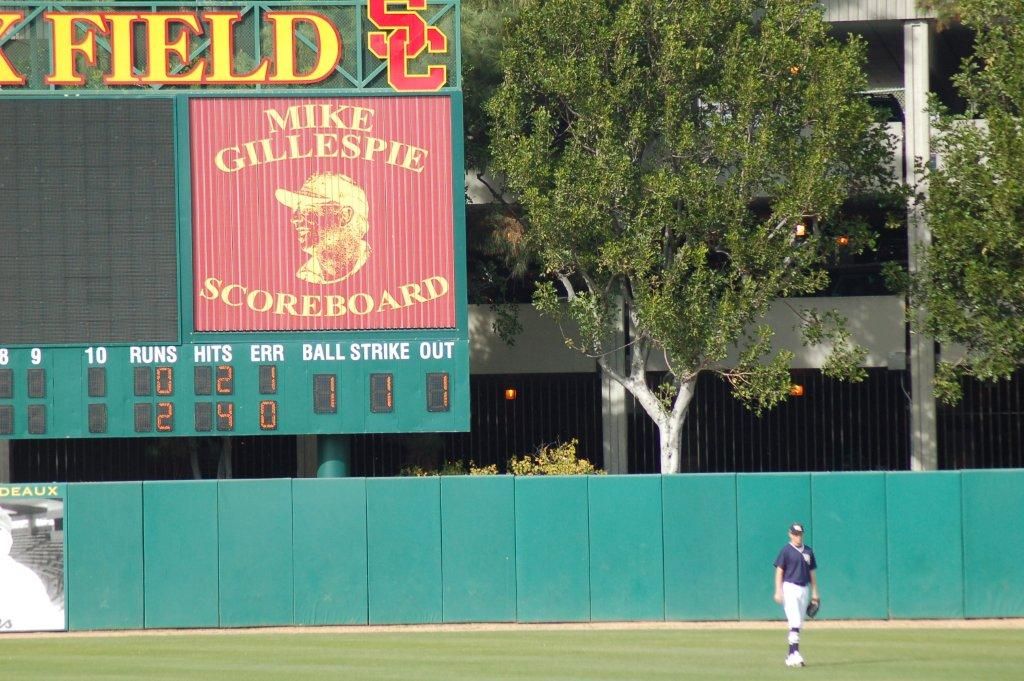 X FIELD SC
MIKE
GILLESPIE
SCOREBOARD
8 9 10 RUNS HITS ERR BALL STRIKE OUT
0 2 1 1 1 1
2 4 0
DEAUX